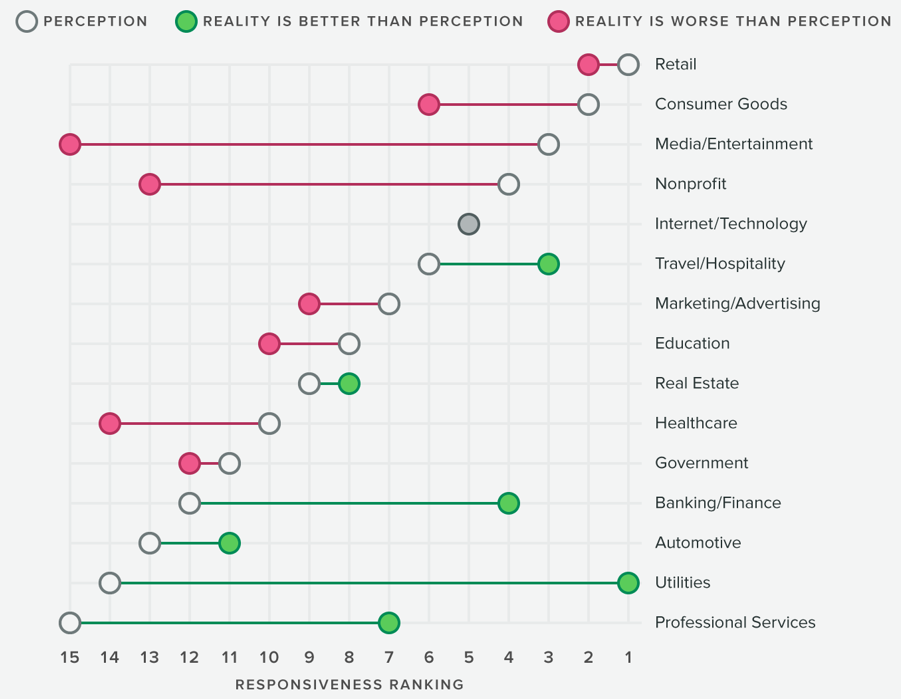 PERCEPTION REALITY IS BETTER THAN PERCEPTION REALITY IS WORSE THAN PERCEPTION
Retail
Consumer Goods
Media/Entertainment
Nonprofit
Internet/Technology
Travel/Hospitality
Marketing/Advertising
Education
Real Estate
Healthcare
Government
Banking/Finance
Automotive
Utilities
Professional Services
15 14 13 12 11 10 9 8 7 6 5 4 3 2 1
RESPONSIVENESS RANKING